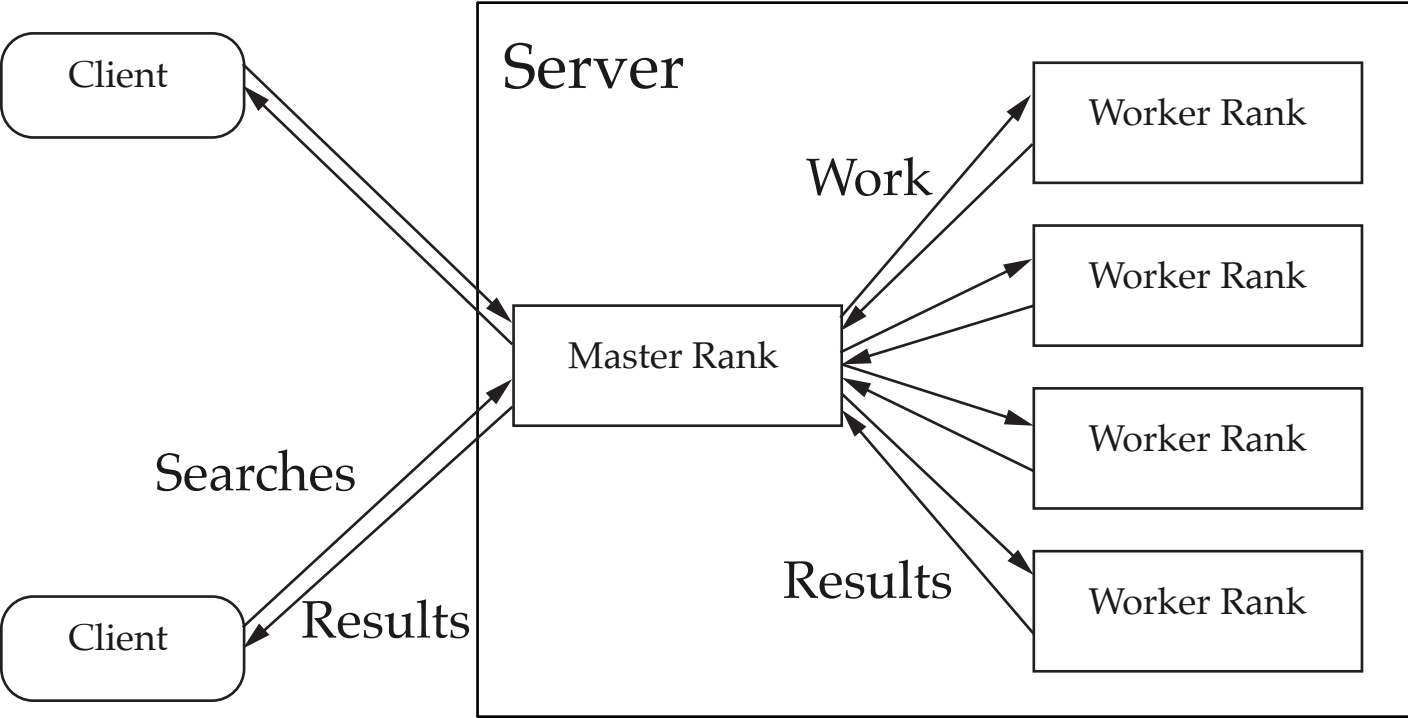 Client
Server
Worker Rank
Work
Worker Rank
Master Rank
Worker Rank
Searches
Results
Worker Rank
Results
Client